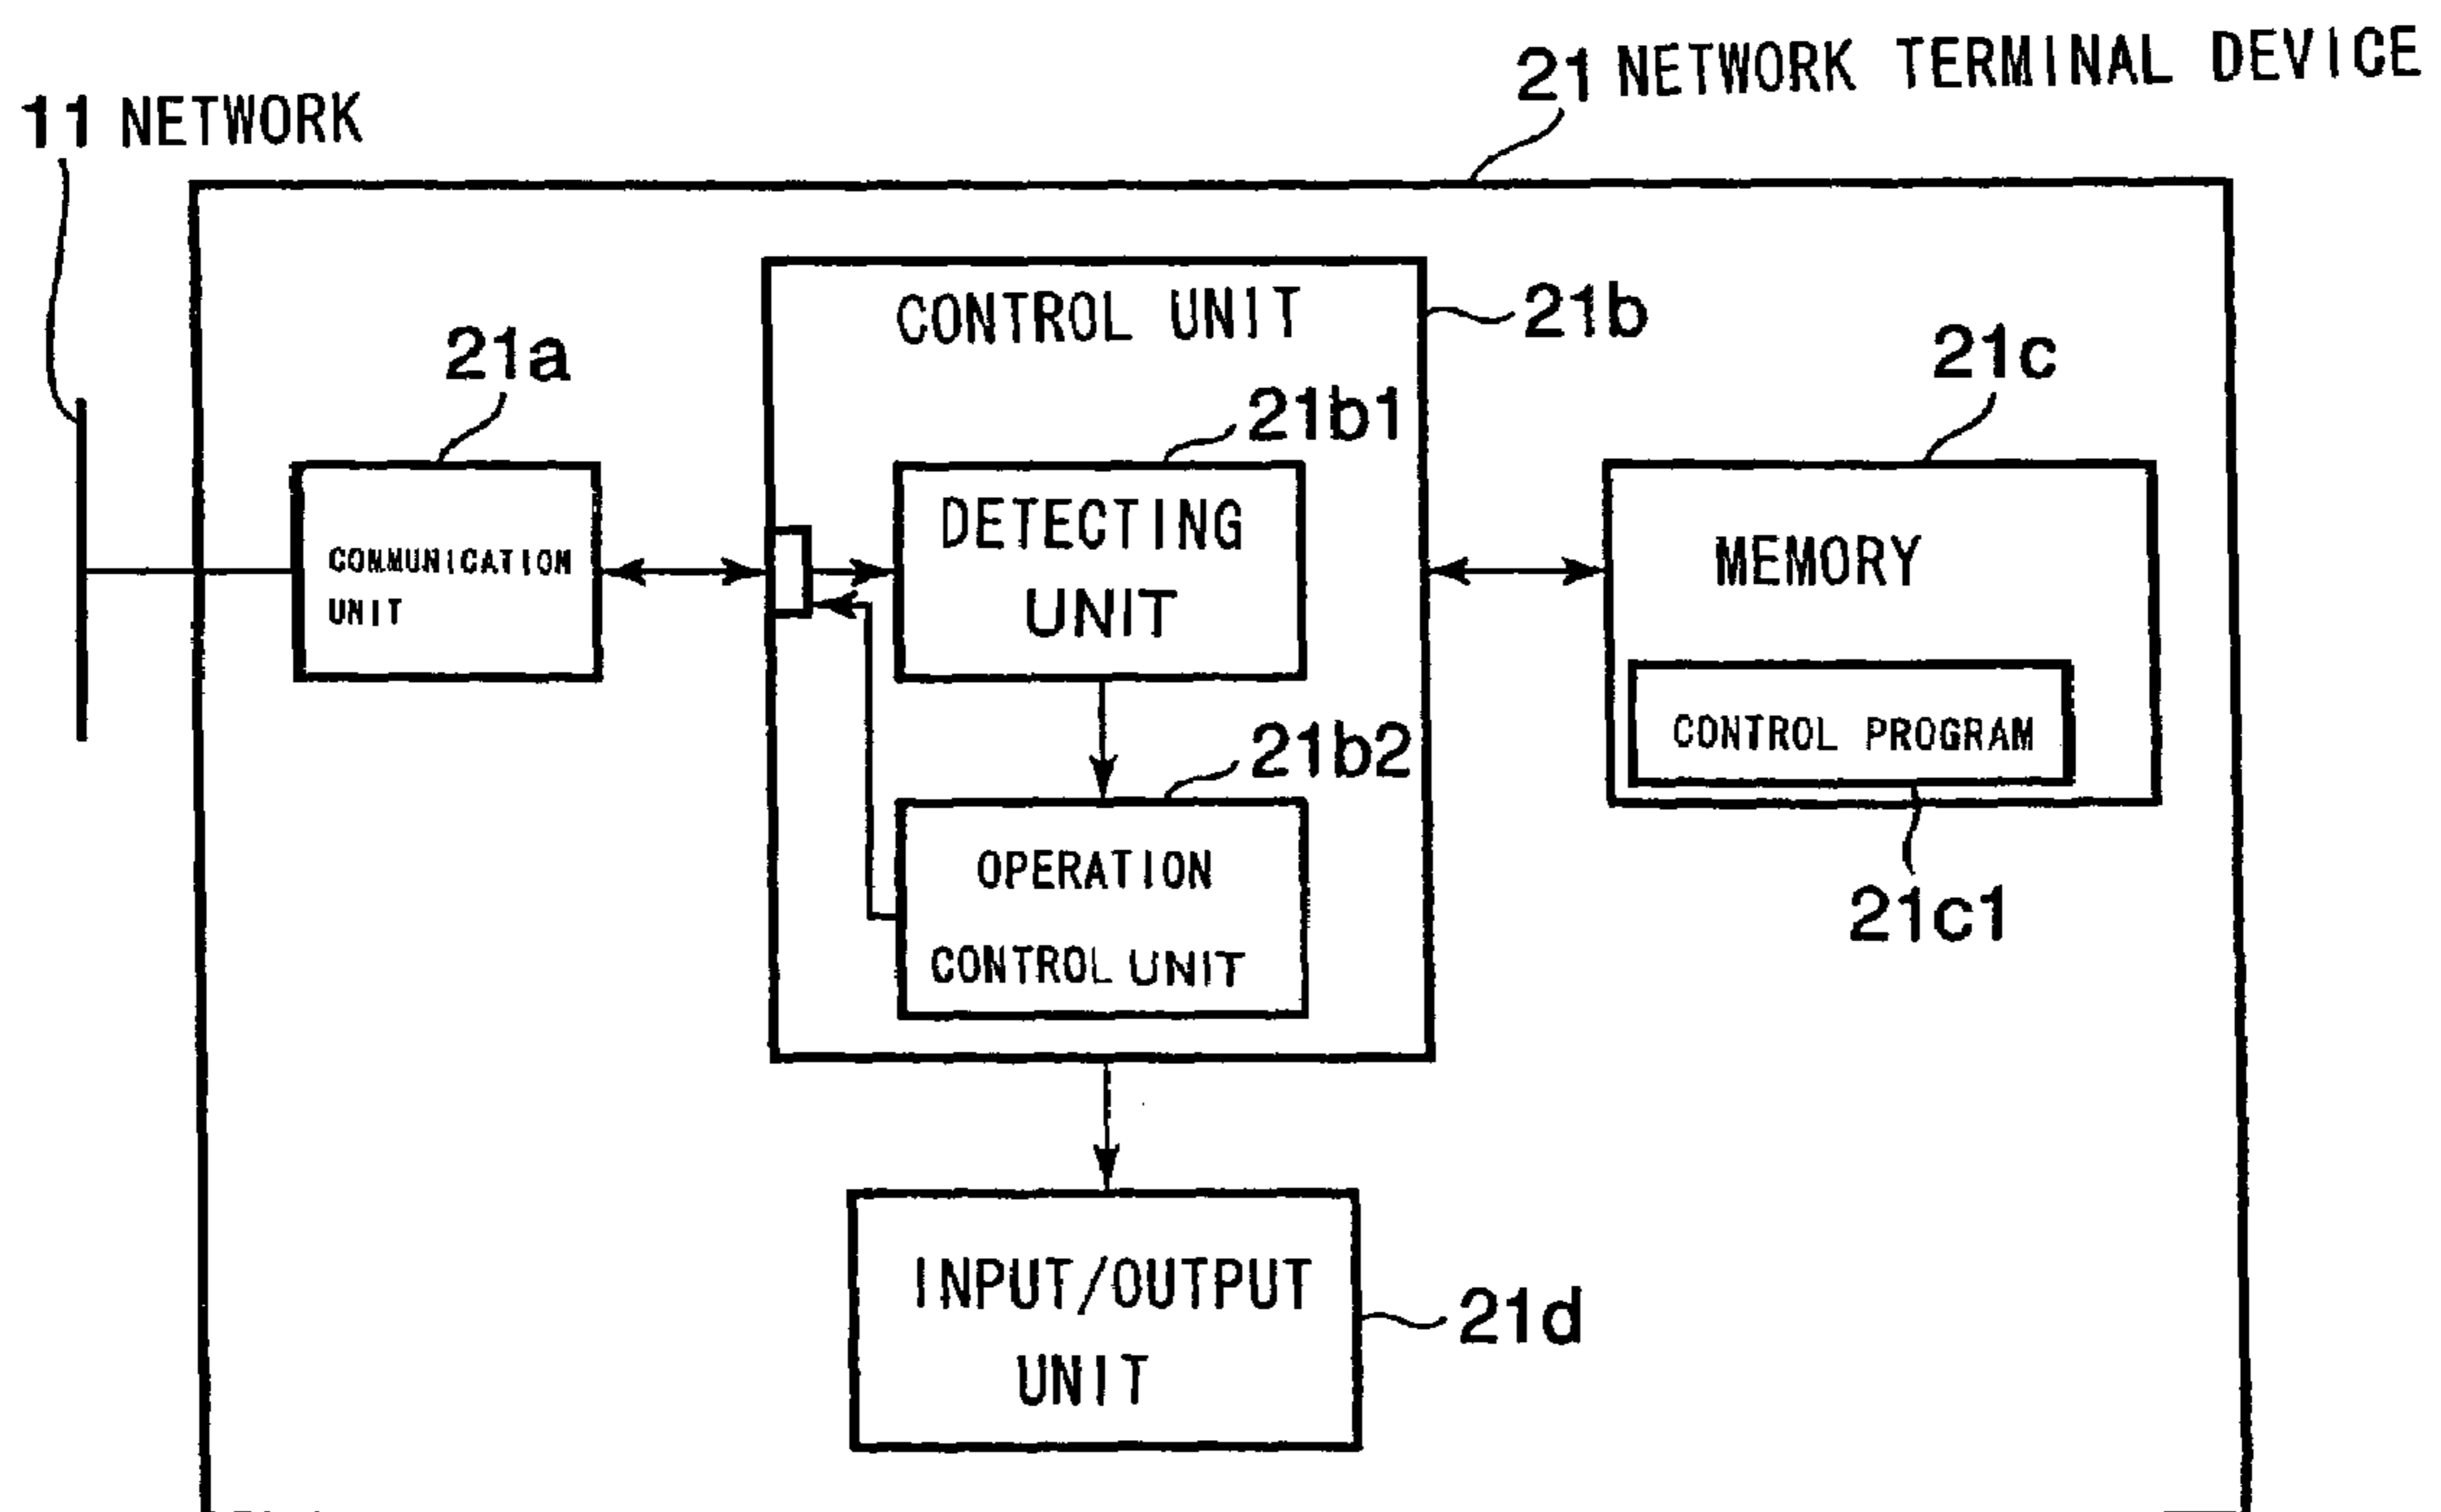 21 NETWORK TERMINAL DEVICE
11 NETWORK
CONTROL UNIT
21b
21a
21c
21b1
COMMUNICATION
UNIT
DETECTING
UNIT
MEMORY
CONTROL PROGRAM
21b2
OPERATION
CONTROL UNIT
21c1
INPUT/OUTPUT
UNIT
21d